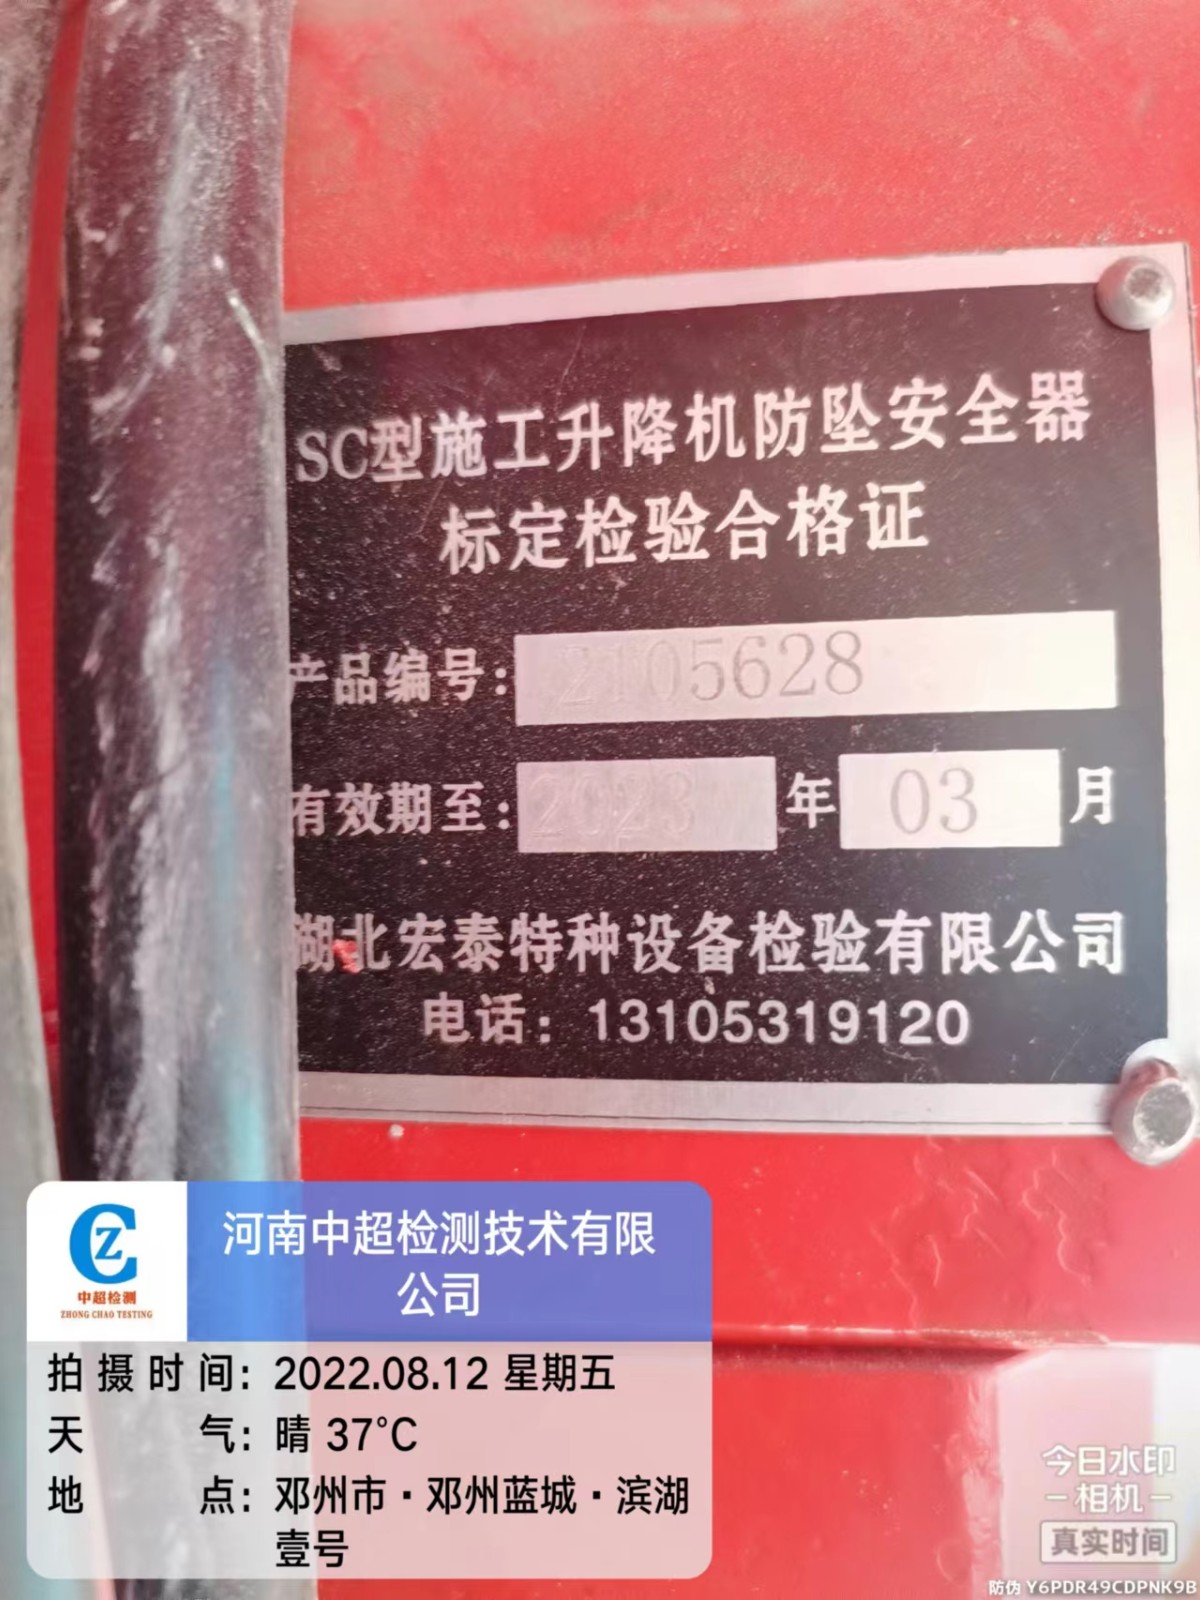 SC型施工升降机防坠安全器
标定检验合格证
产品编号: 2105628
有效期至: 2023 年 03 月
湖北宏泰特种设备检验有限公司
电话: 13105319120
CZ
中超检测
ZHONG CHAO TESTING
河南中超检测技术有限
公司
拍摄时间: 2022.08.12 星期五
天气: 晴 37°C
地点: 邓州市·邓州蓝城·滨湖
壹号
今日水印
-相机-
真实时间
防伪 Y6PDR49CDPNK9B